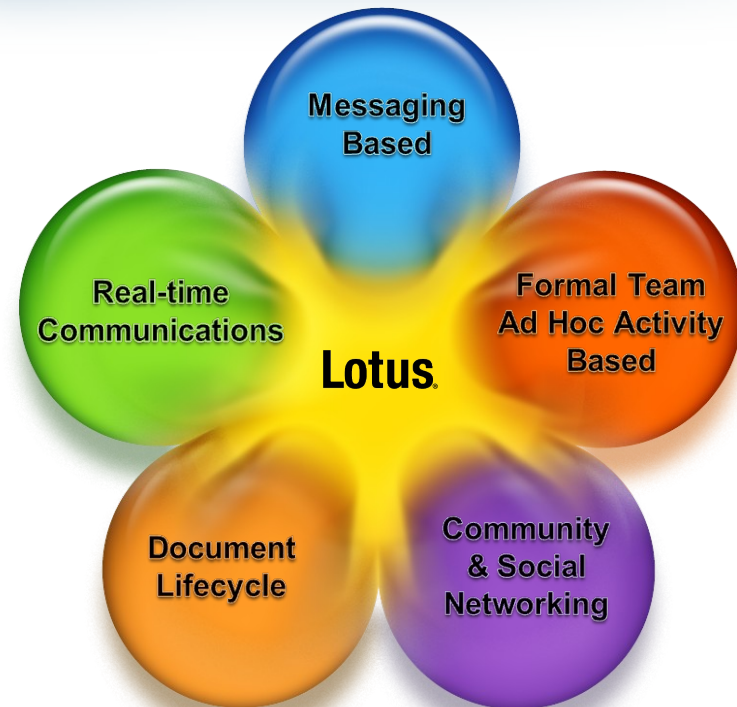 Messaging
Based
Real-time
Communications
Formal Team
Ad Hoc Activity
Based
Lotus®
Document
Lifecycle
Community
& Social
Networking